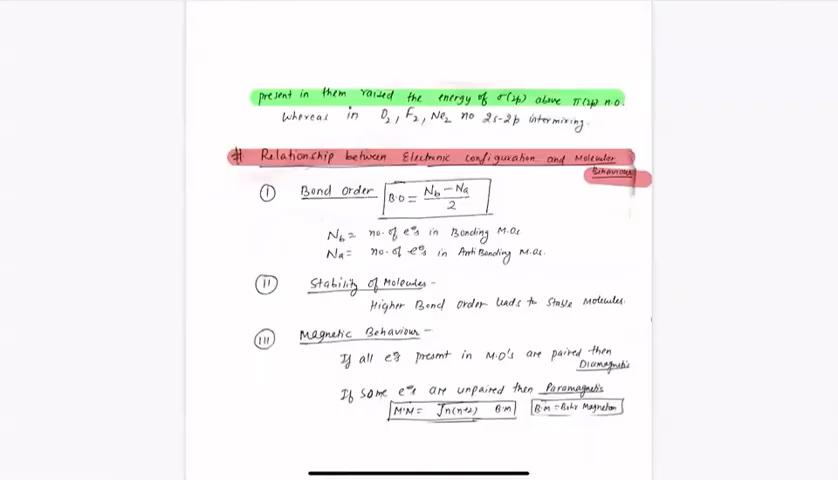 present in them raised the energy of σ(2p) above π(2p) m.o.
Whereas in O₂, F₂, Ne₂ no 2s-2p intermixing.
# Relationship between Electronic Configuration and Molecular
Behaviour
(I) Bond Order B.O = (Nb - Na)/2
Nb = no. of e⁻s in Bonding M.Os
Na = no. of e⁻s in AntiBonding M.Os.
(II) Stability of Molecules -
Higher Bond order leads to Stable Molecules.
(III) Magnetic Behaviour -
If all e⁻s present in M.O's are paired then
Diamagnetic
If some e⁻s are unpaired then Paramagnetic
M.M = √n(n+2) B.M B.M = Bohr Magneton